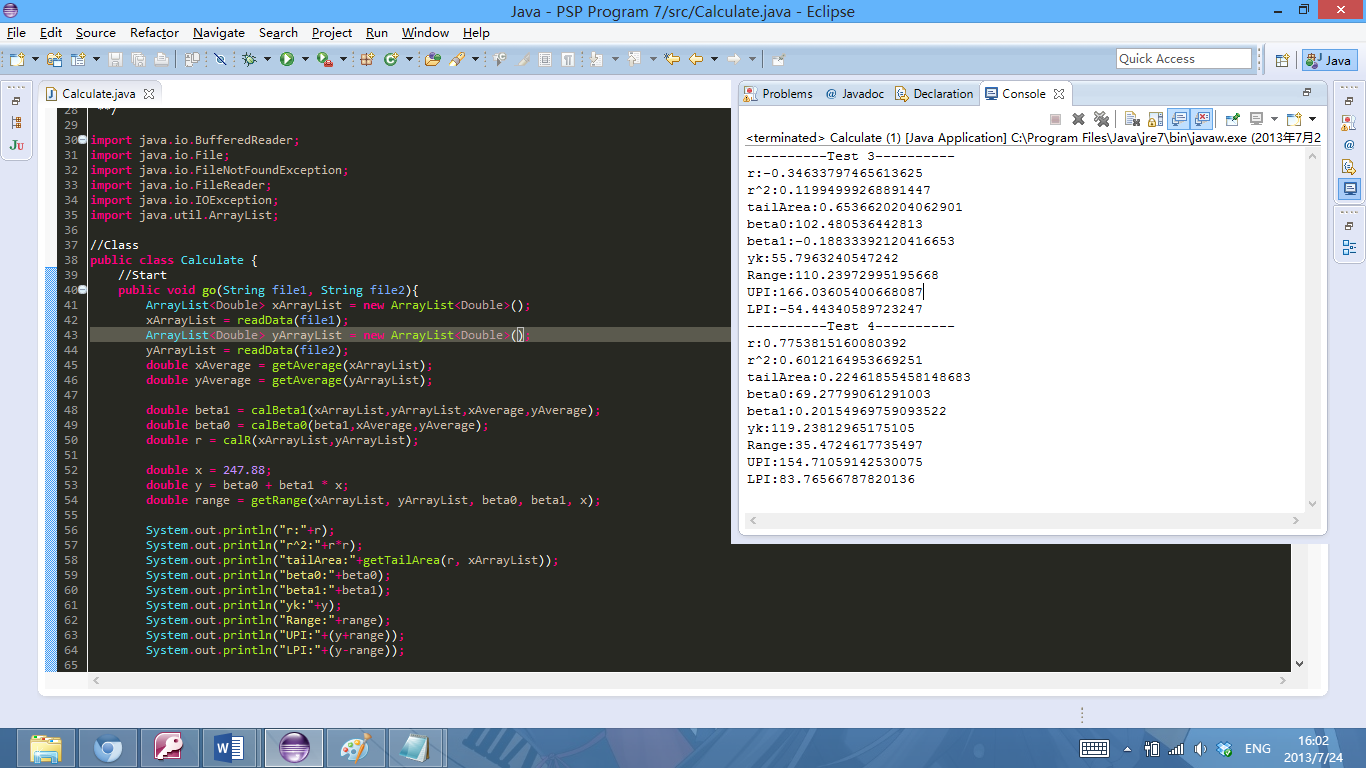 Java - PSP Program 7/src/Calculate.java - Eclipse
File Edit Source Refactor Navigate Search Project Run Window Help
Quick Access
Java
Calculate.java
28 **/
29
30 import java.io.BufferedReader;
31 import java.io.File;
32 import java.io.FileNotFoundException;
33 import java.io.FileReader;
34 import java.io.IOException;
35 import java.util.ArrayList;
36
37 //Class
38 public class Calculate {
39 //Start
40 public void go(String file1, String file2){
41 ArrayList<Double> xArrayList = new ArrayList<Double>();
42 xArrayList = readData(file1);
43 ArrayList<Double> yArrayList = new ArrayList<Double>();
44 yArrayList = readData(file2);
45 double xAverage = getAverage(xArrayList);
46 double yAverage = getAverage(yArrayList);
47
48 double beta1 = calBeta1(xArrayList,yArrayList,xAverage,yAverage);
49 double beta0 = calBeta0(beta1,xAverage,yAverage);
50 double r = calR(xArrayList,yArrayList);
51
52 double x = 247.88;
53 double y = beta0 + beta1 * x;
54 double range = getRange(xArrayList, yArrayList, beta0, beta1, x);
55
56 System.out.println("r:"+r);
57 System.out.println("r^2:"+r*r);
58 System.out.println("tailArea:"+getTailArea(r, xArrayList));
59 System.out.println("beta0:"+beta0);
60 System.out.println("beta1:"+beta1);
61 System.out.println("yk:"+y);
62 System.out.println("Range:"+range);
63 System.out.println("UPI:"+(y+range));
64 System.out.println("LPI:"+(y-range));
65
Problems @ Javadoc Declaration Console
<terminated> Calculate (1) [Java Application] C:\Program Files\Java\jre7\bin\javaw.exe (2013年7月2
----------Test 3----------
r:-0.34633797465613625
r^2:0.11994999268891447
tailArea:0.6536620204062901
beta0:102.480536442813
beta1:-0.18833392120416653
yk:55.7963240547242
Range:110.23972995195668
UPI:166.03605400668087
LPI:-54.44340589723247
----------Test 4----------
r:0.7753815160080392
r^2:0.6012164953669251
tailArea:0.22461855458148683
beta0:69.27799061291003
beta1:0.20154969759093522
yk:119.23812965175105
Range:35.4724617735497
UPI:154.71059142530075
LPI:83.76566787820136
JU
@
ENG
16:02
2013/7/24